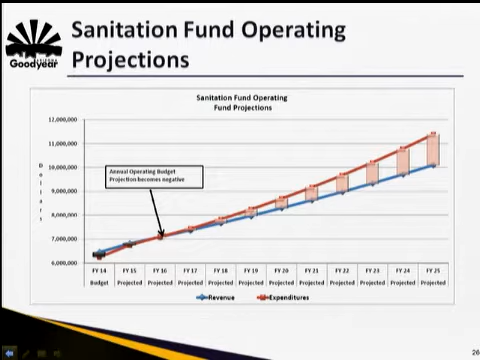 Sanitation Fund Operating
Projections
Goodyear
Sanitation Fund Operating
Fund Projections
12,000,000
11,000,000
10,000,000
9,000,000
8,000,000
7,000,000
6,000,000
Dollars
Annual Operating Budget
Projection becomes negative
FY 14 FY 15 FY 16 FY 17 FY 18 FY 19 FY 20 FY 21 FY 22 FY 23 FY 24 FY 25
Budget Projected Projected Projected Projected Projected Projected Projected Projected Projected Projected Projected
Revenue Expenditures
26